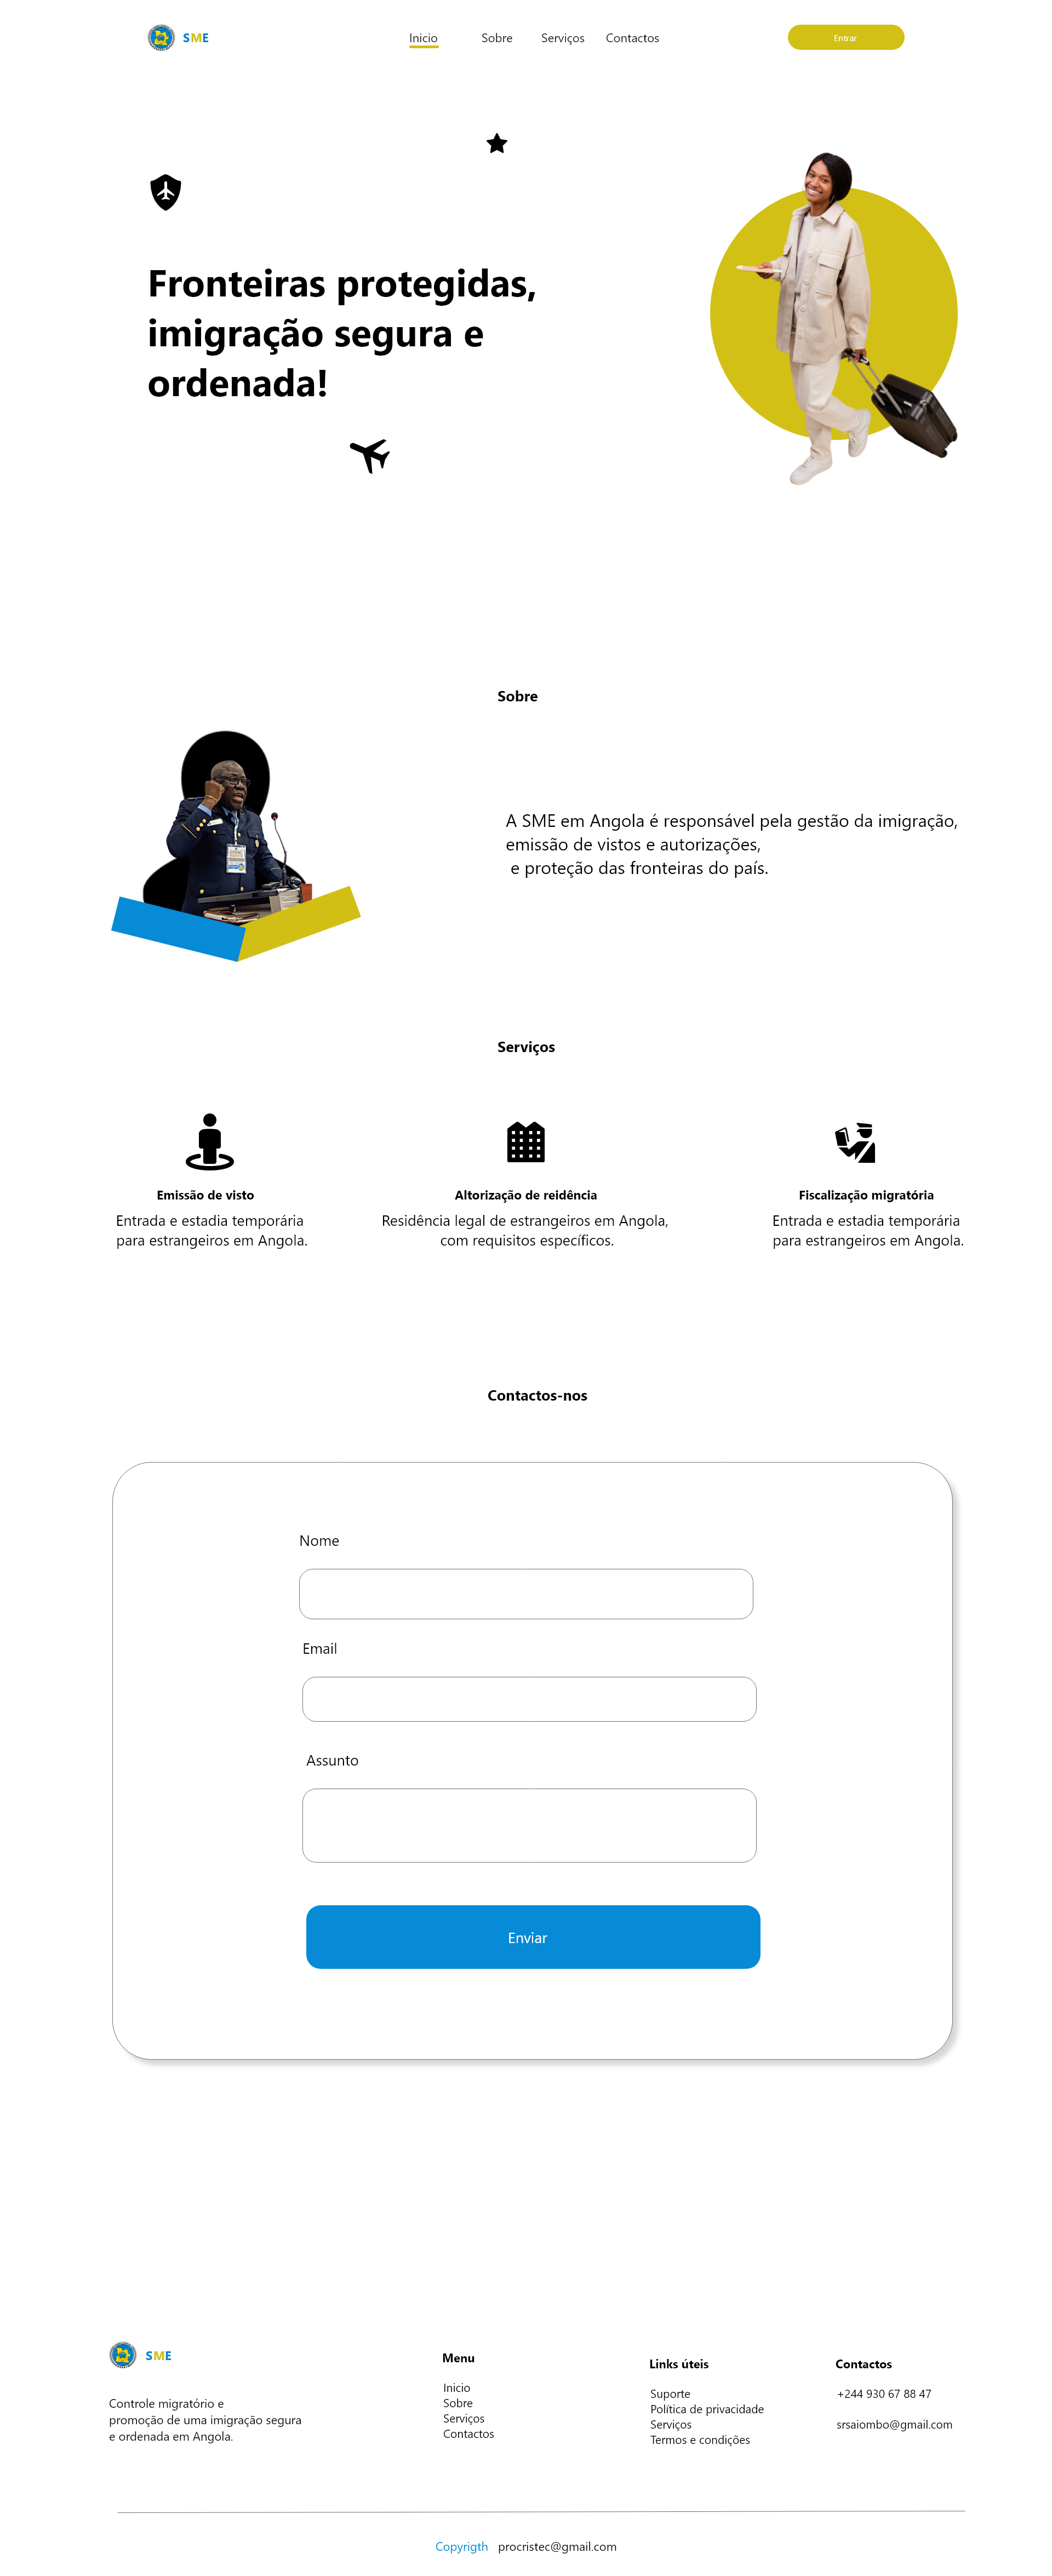 SME
Inicio
Sobre
Serviços
Contactos
Entrar
Fronteiras protegidas,
imigração segura e
ordenada!
Sobre
A SME em Angola é responsável pela gestão da imigração,
emissão de vistos e autorizações,
e proteção das fronteiras do país.
Serviços
Emissão de visto
Entrada e estadia temporária
para estrangeiros em Angola.
Altorização de reidência
Residência legal de estrangeiros em Angola,
com requisitos específicos.
Fiscalização migratória
Entrada e estadia temporária
para estrangeiros em Angola.
Contactos-nos
Nome
Email
Assunto
Enviar
SME
Controle migratório e
promoção de uma imigração segura
e ordenada em Angola.
Menu
Inicio
Sobre
Serviços
Contactos
Links úteis
Suporte
Política de privacidade
Serviços
Termos e condições
Contactos
+244 930 67 88 47
srsaiombo@gmail.com
Copyrigth procristec@gmail.com